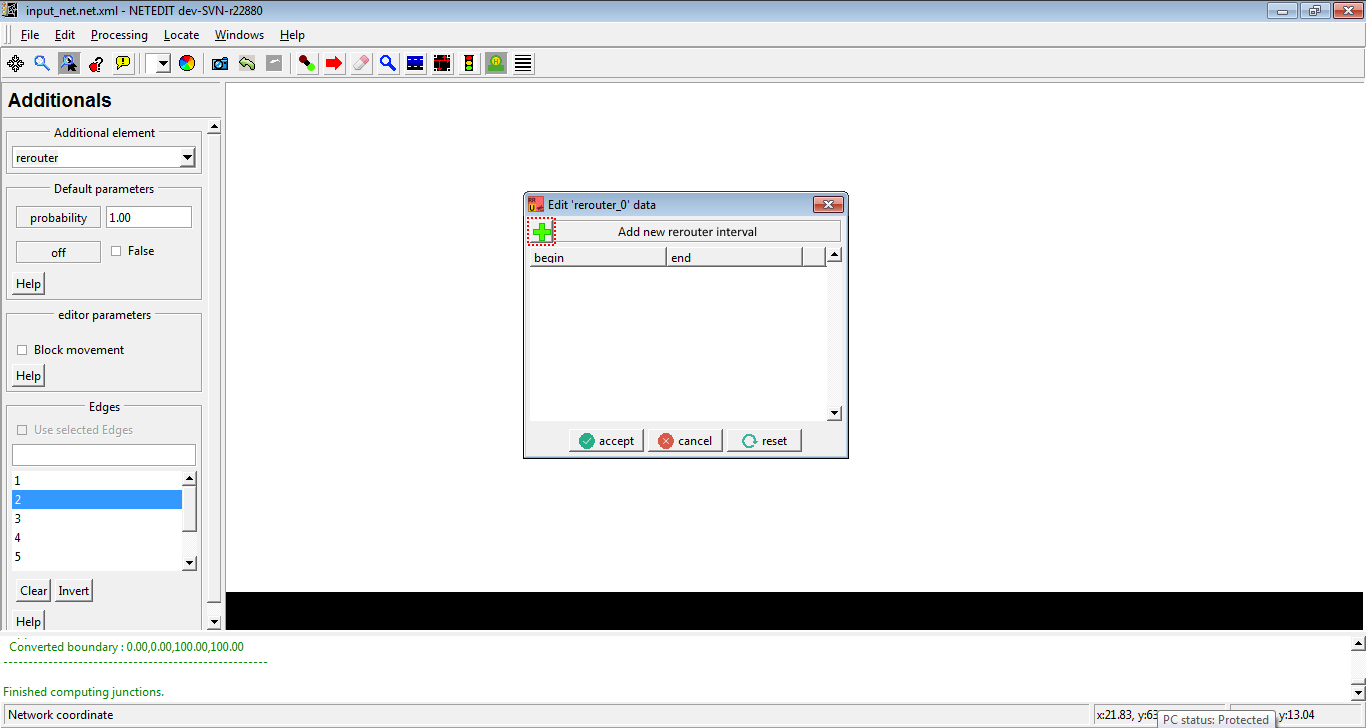 input_net.net.xml - NETEDIT dev-SVN-r22880
File Edit Processing Locate Windows Help
Additionals
Additional element
rerouter
Default parameters
probability 1.00
off False
Help
editor parameters
Block movement
Help
Edges
Use selected Edges
1
2
3
4
5
Clear Invert
Help
Edit 'rerouter_0' data
Add new rerouter interval
begin end
accept cancel reset
Converted boundary : 0.00,0.00,100.00,100.00
-----------------------------------------------------
Finished computing junctions.
Network coordinate
x:21.83, y:63
y:13.04
PC status: Protected